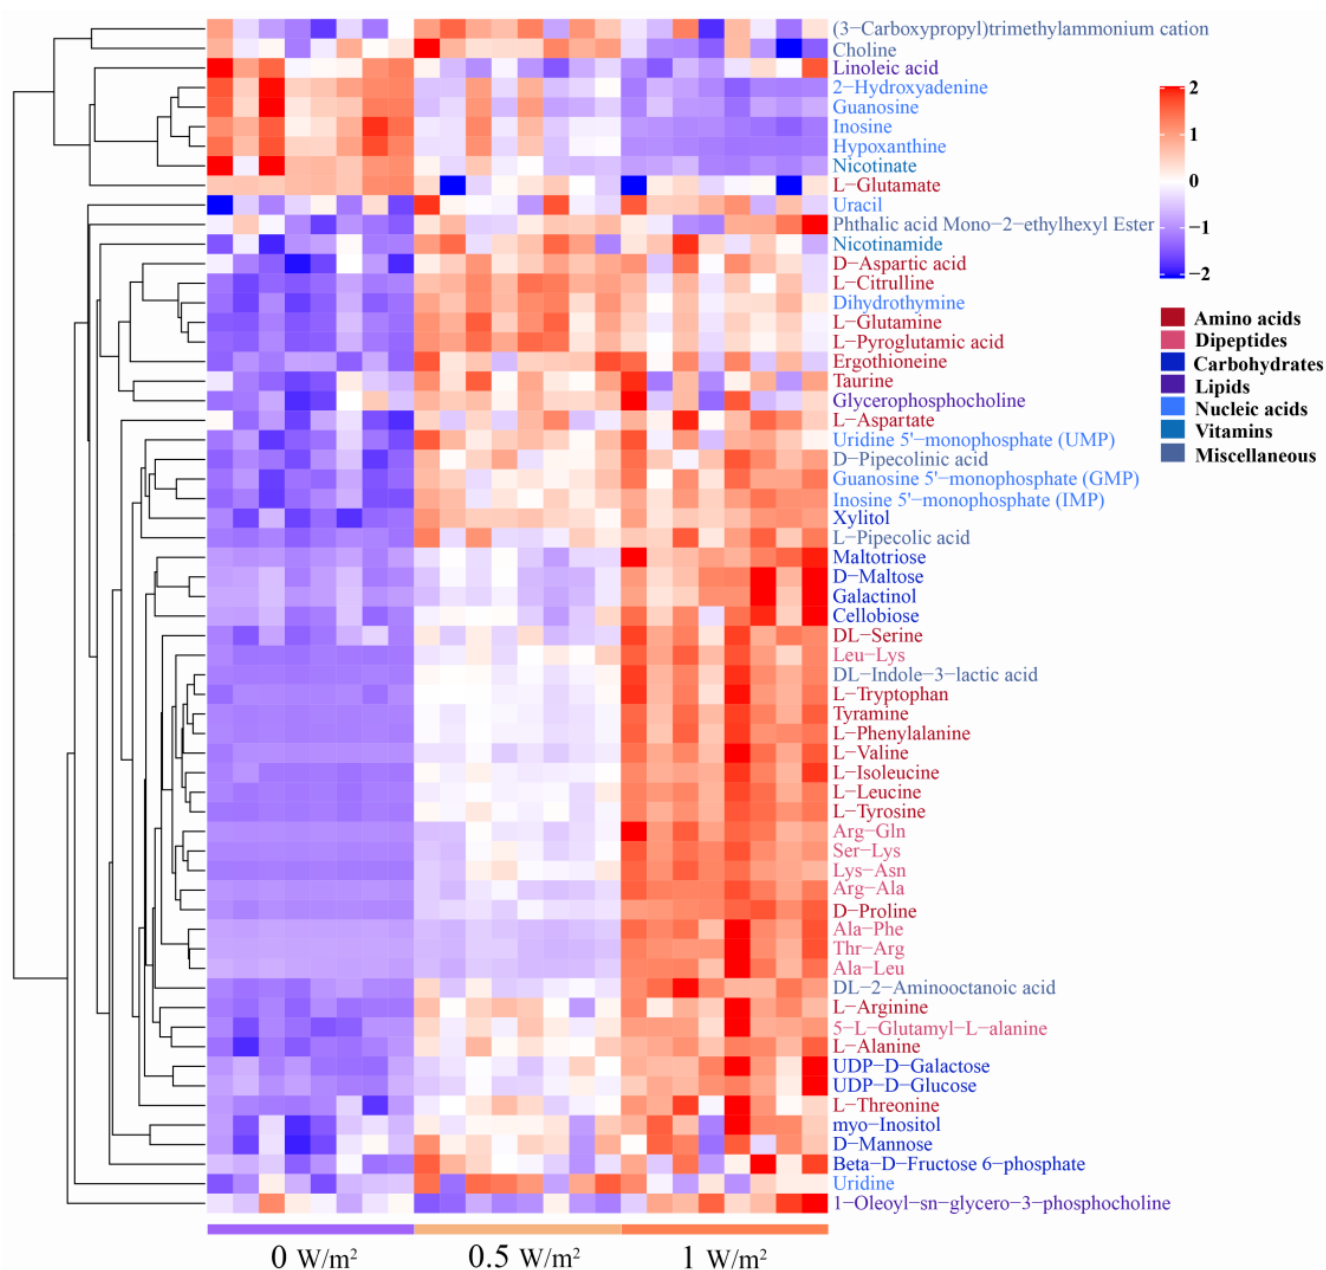 (3−Carboxypropyl)trimethylammonium cation
Choline
Linoleic acid
2−Hydroxyadenine
Guanosine
Inosine
Hypoxanthine
Nicotinate
L−Glutamate
Uracil
Phthalic acid Mono−2−ethylhexyl Ester
Nicotinamide
D−Aspartic acid
L−Citrulline
Dihydrothymine
L−Glutamine
L−Pyroglutamic acid
Ergothioneine
Taurine
Glycerophosphocholine
L−Aspartate
Uridine 5'−monophosphate (UMP)
D−Pipecolinic acid
Guanosine 5'−monophosphate (GMP)
Inosine 5'−monophosphate (IMP)
Xylitol
L−Pipecolic acid
Maltotriose
D−Maltose
Galactinol
Cellobiose
DL−Serine
Leu−Lys
DL−Indole−3−lactic acid
L−Tryptophan
Tyramine
L−Phenylalanine
L−Valine
L−Isoleucine
L−Leucine
L−Tyrosine
Arg−Gln
Ser−Lys
Lys−Asn
Arg−Ala
D−Proline
Ala−Phe
Thr−Arg
Ala−Leu
DL−2−Aminooctanoic acid
L−Arginine
5−L−Glutamyl−L−alanine
L−Alanine
UDP−D−Galactose
UDP−D−Glucose
L−Threonine
myo−Inositol
D−Mannose
Beta−D−Fructose 6−phosphate
Uridine
1−Oleoyl−sn−glycero−3−phosphocholine
2
1
0
−1
−2
Amino acids
Dipeptides
Carbohydrates
Lipids
Nucleic acids
Vitamins
Miscellaneous
0 W/m²
0.5 W/m²
1 W/m²